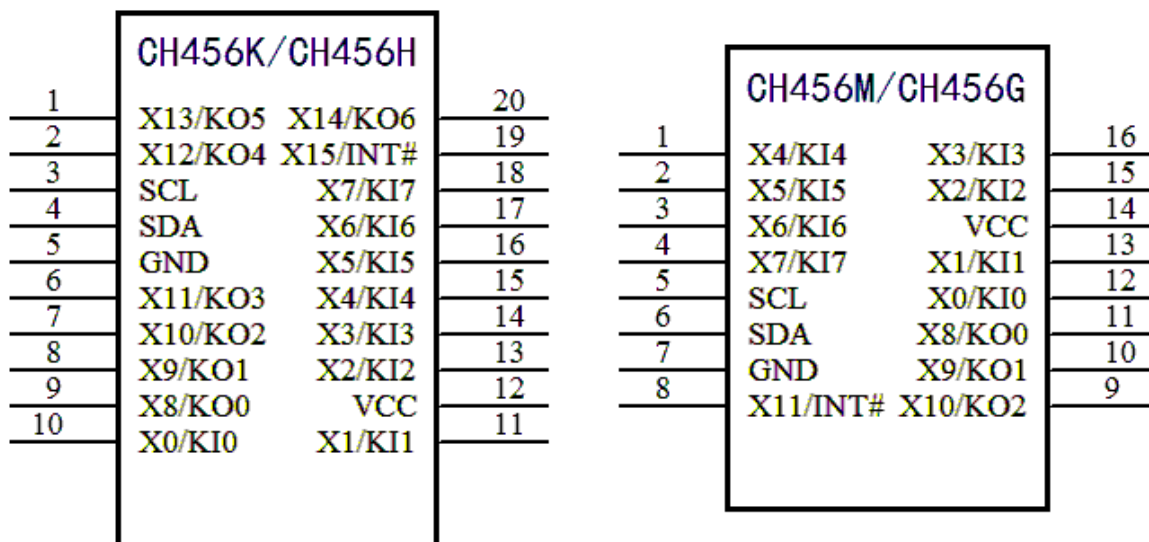 CH456K/CH456H
1 X13/KO5 X14/KO6 20
2 X12/KO4 X15/INT# 19
3 SCL X7/KI7 18
4 SDA X6/KI6 17
5 GND X5/KI5 16
6 X11/KO3 X4/KI4 15
7 X10/KO2 X3/KI3 14
8 X9/KO1 X2/KI2 13
9 X8/KO0 VCC 12
10 X0/KI0 X1/KI1 11
CH456M/CH456G
1 X4/KI4 X3/KI3 16
2 X5/KI5 X2/KI2 15
3 X6/KI6 VCC 14
4 X7/KI7 X1/KI1 13
5 SCL X0/KI0 12
6 SDA X8/KO0 11
7 GND X9/KO1 10
8 X11/INT# X10/KO2 9